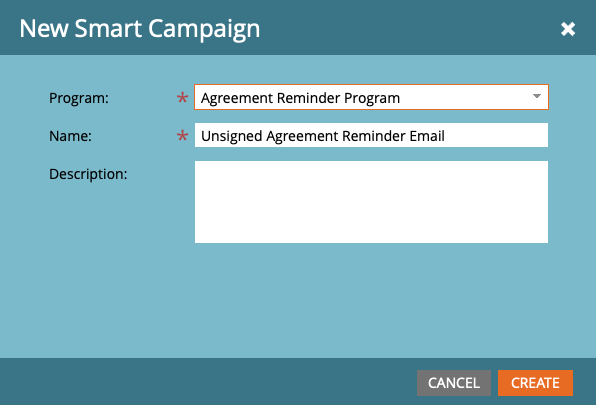 New Smart Campaign
Program: * Agreement Reminder Program
Name: * Unsigned Agreement Reminder Email
Description:
CANCEL CREATE